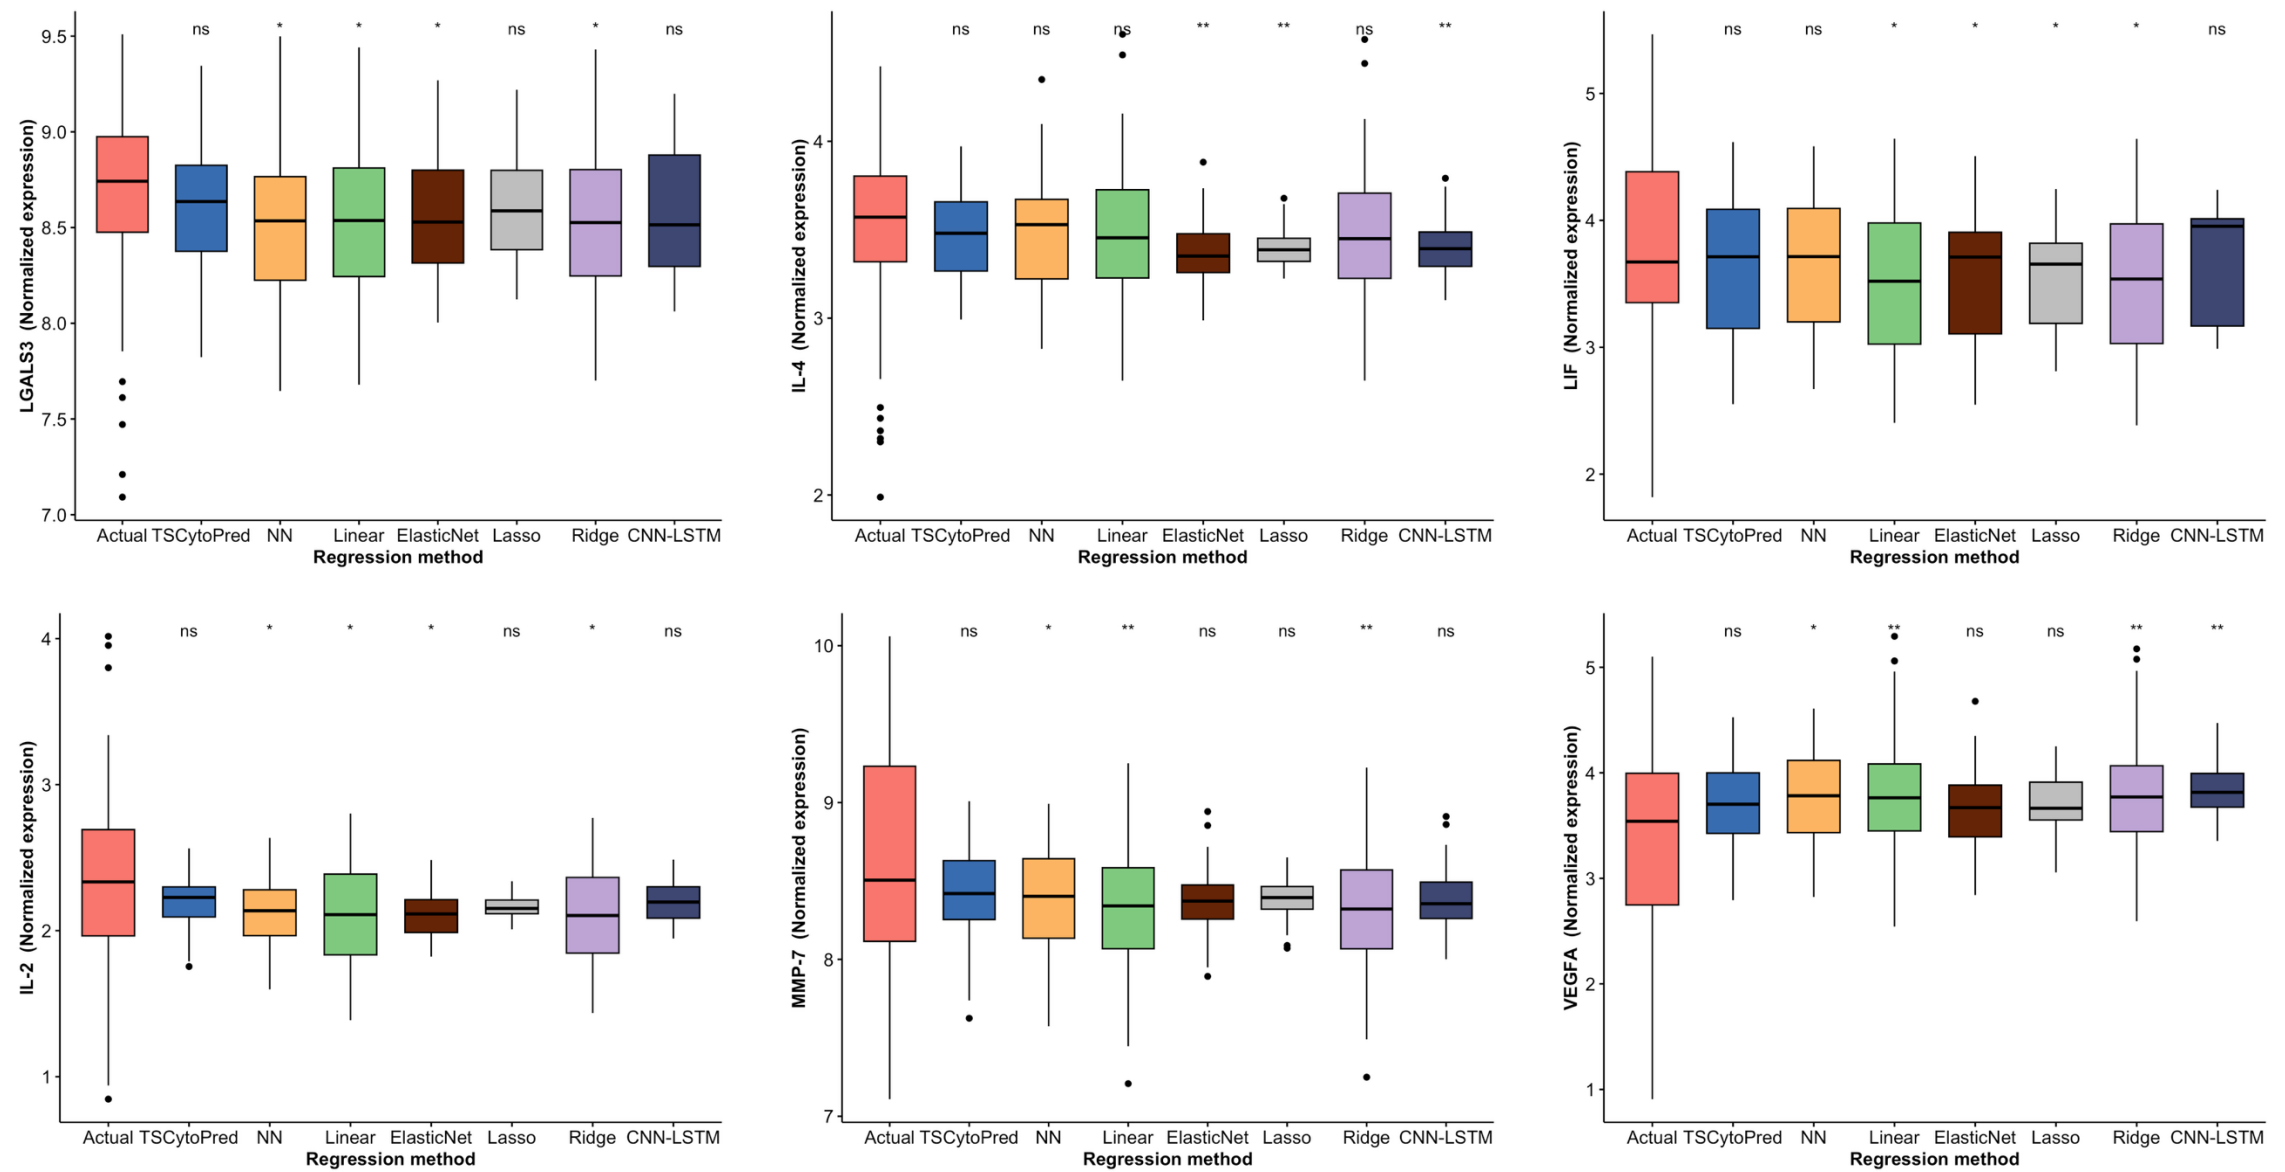 LGALS3 (Normalized expression)
9.5
9.0
8.5
8.0
7.5
7.0
ns * * * ns * ns
Actual TSCytoPred NN Linear ElasticNet Lasso Ridge CNN-LSTM
Regression method
IL-4 (Normalized expression)
4
3
2
ns ns ns ** ** ns **
Actual TSCytoPred NN Linear ElasticNet Lasso Ridge CNN-LSTM
Regression method
LIF (Normalized expression)
5
4
3
2
ns ns * * * * ns
Actual TSCytoPred NN Linear ElasticNet Lasso Ridge CNN-LSTM
Regression method
IL-2 (Normalized expression)
4
3
2
1
ns * * * ns * ns
Actual TSCytoPred NN Linear ElasticNet Lasso Ridge CNN-LSTM
Regression method
MMP-7 (Normalized expression)
10
9
8
7
ns * ** ns ns ** ns
Actual TSCytoPred NN Linear ElasticNet Lasso Ridge CNN-LSTM
Regression method
VEGFA (Normalized expression)
5
4
3
2
1
ns * ** ns ns ** **
Actual TSCytoPred NN Linear ElasticNet Lasso Ridge CNN-LSTM
Regression method